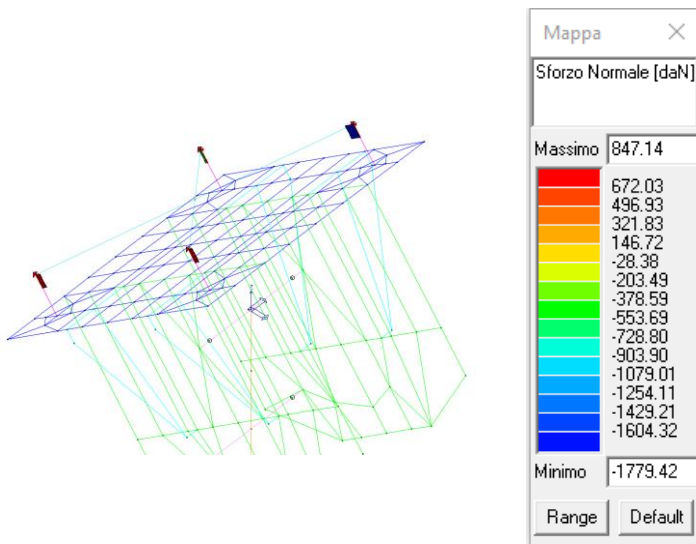 Mappa
Sforzo Normale [daN]
Massimo 847.14
672.03
496.93
321.83
146.72
-28.38
-203.49
-378.59
-553.69
-728.80
-903.90
-1079.01
-1254.11
-1429.21
-1604.32
Minimo -1779.42
Range Default